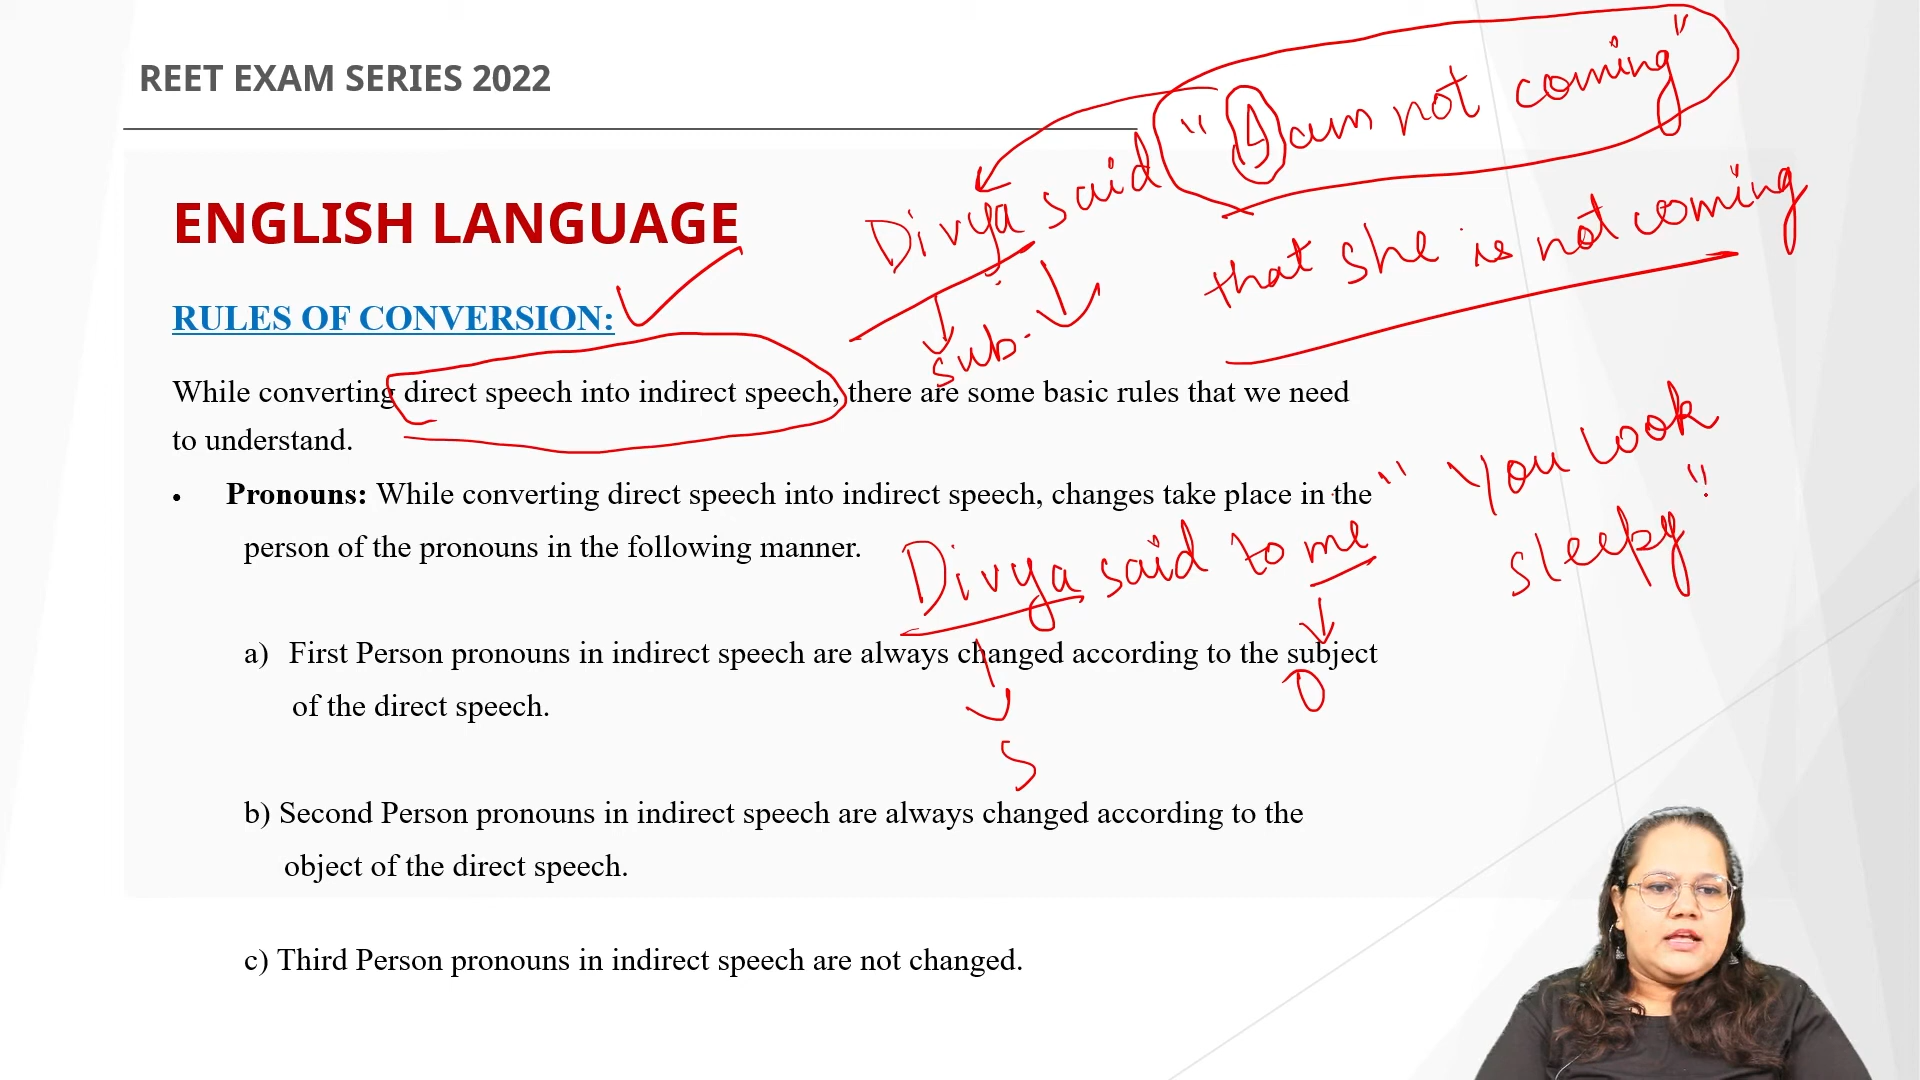 REET EXAM SERIES 2022
Divya said "I am not coming"
that she is not coming
sub.
ENGLISH LANGUAGE
RULES OF CONVERSION:
While converting direct speech into indirect speech, there are some basic rules that we need
to understand.
• Pronouns: While converting direct speech into indirect speech, changes take place in the
person of the pronouns in the following manner.
Divya said to me " You look
sleepy "
S
O
a) First Person pronouns in indirect speech are always changed according to the subject
of the direct speech.
b) Second Person pronouns in indirect speech are always changed according to the
object of the direct speech.
c) Third Person pronouns in indirect speech are not changed.